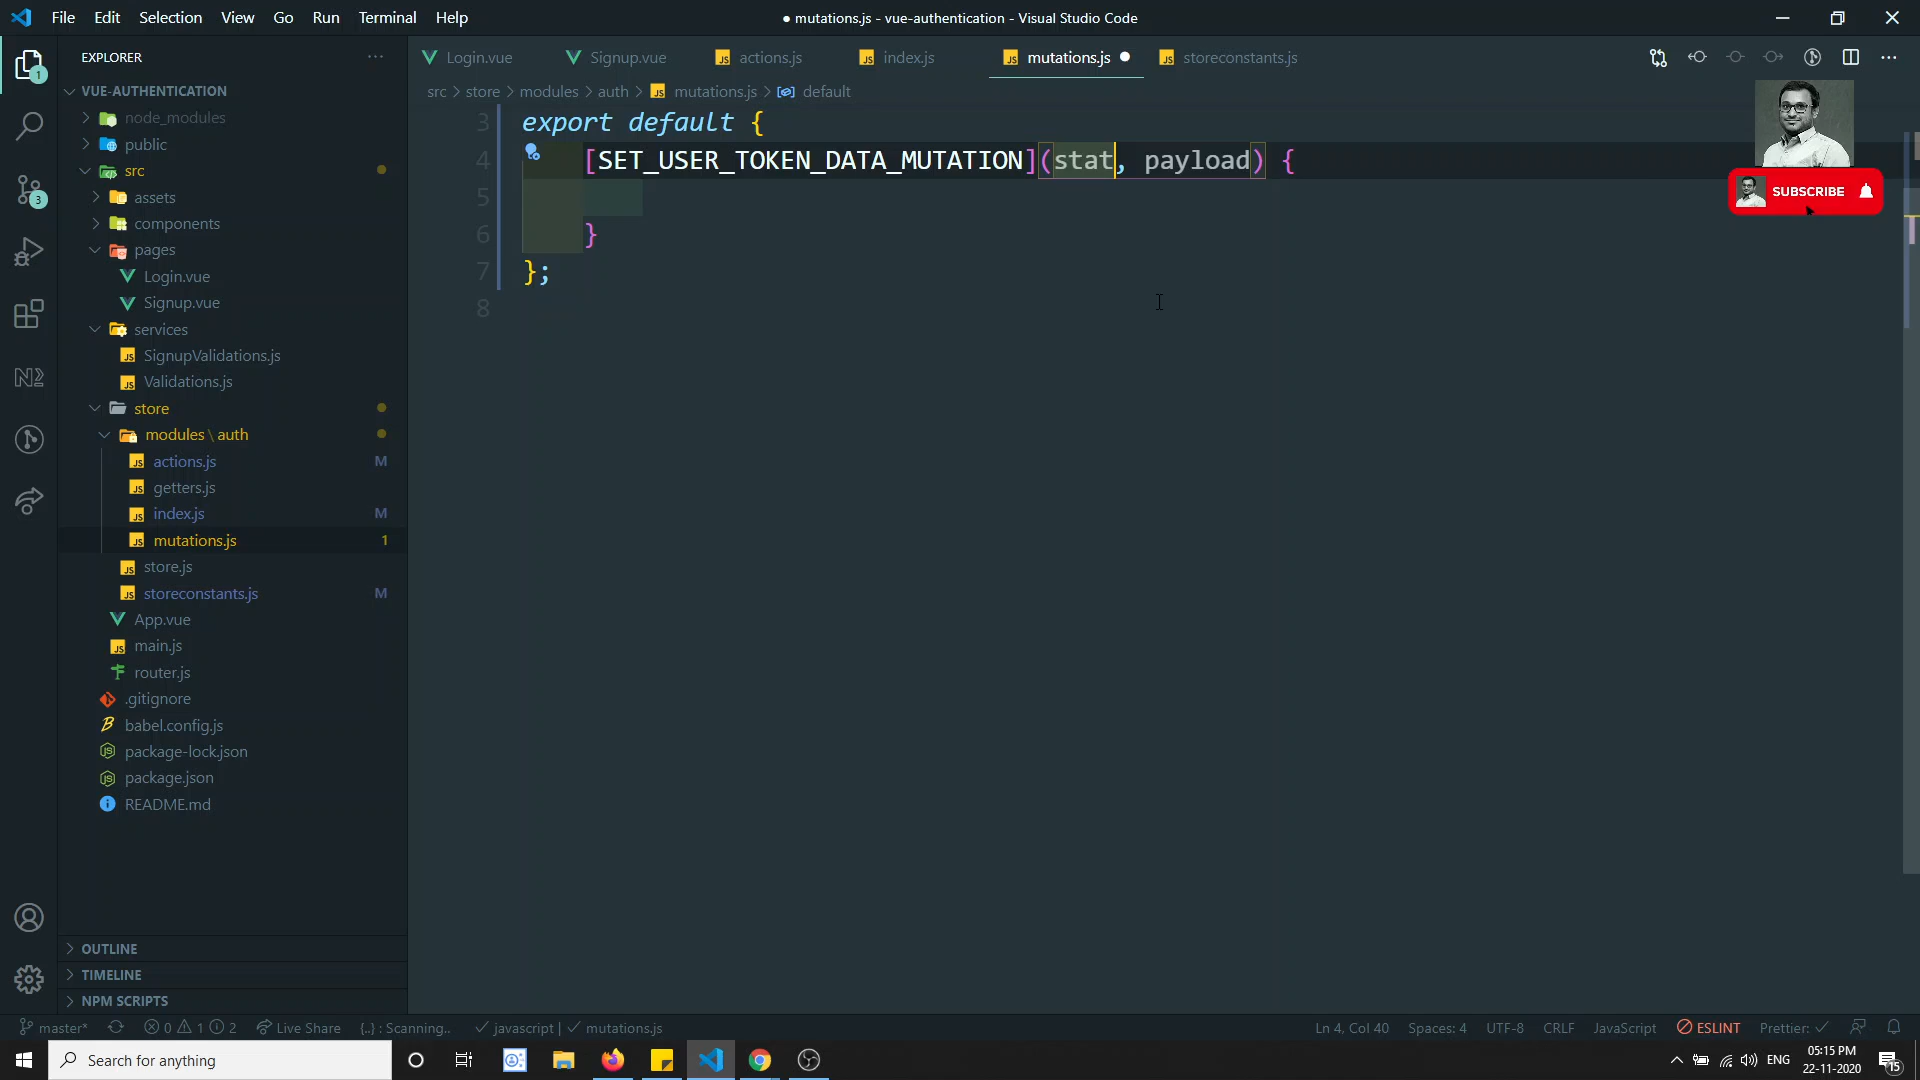 File Edit Selection View Go Run Terminal Help
● mutations.js - vue-authentication - Visual Studio Code
EXPLORER
Login.vue
Signup.vue
actions.js
index.js
mutations.js
storeconstants.js
src > store > modules > auth > mutations.js > default
VUE-AUTHENTICATION
node_modules
public
src
assets
components
pages
Login.vue
Signup.vue
services
SignupValidations.js
Validations.js
store
modules \ auth
actions.js M
getters.js
index.js M
mutations.js 1
store.js
storeconstants.js M
App.vue
main.js
router.js
.gitignore
babel.config.js
package-lock.json
package.json
README.md
OUTLINE
TIMELINE
NPM SCRIPTS
1
3
3 export default {
4 [SET_USER_TOKEN_DATA_MUTATION](stat, payload) {
5
6 }
7 };
8
SUBSCRIBE
master* 0 1 2 Live Share {..} : Scanning.. javascript | mutations.js
Ln 4, Col 40 Spaces: 4 UTF-8 CRLF JavaScript ESLINT Prettier:
Search for anything
ENG
05:15 PM
22-11-2020
15